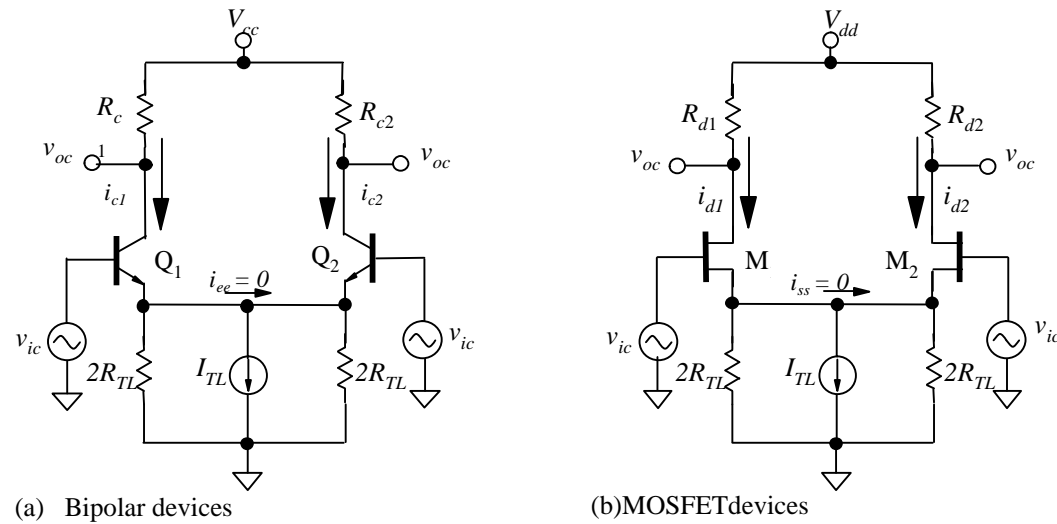 V_cc
V_dd
R_c
R_c2
R_d1
R_d2
v_oc 1
v_oc
v_oc
v_oc
i_c1
i_c2
i_d1
i_d2
Q_1
Q_2
M
M_2
i_ee = 0
i_ss = 0
v_ic
v_ic
v_ic
v_ic
2R_TL
I_TL
2R_TL
2R_TL
I_TL
2R_TL
(a) Bipolar devices
(b)MOSFETdevices